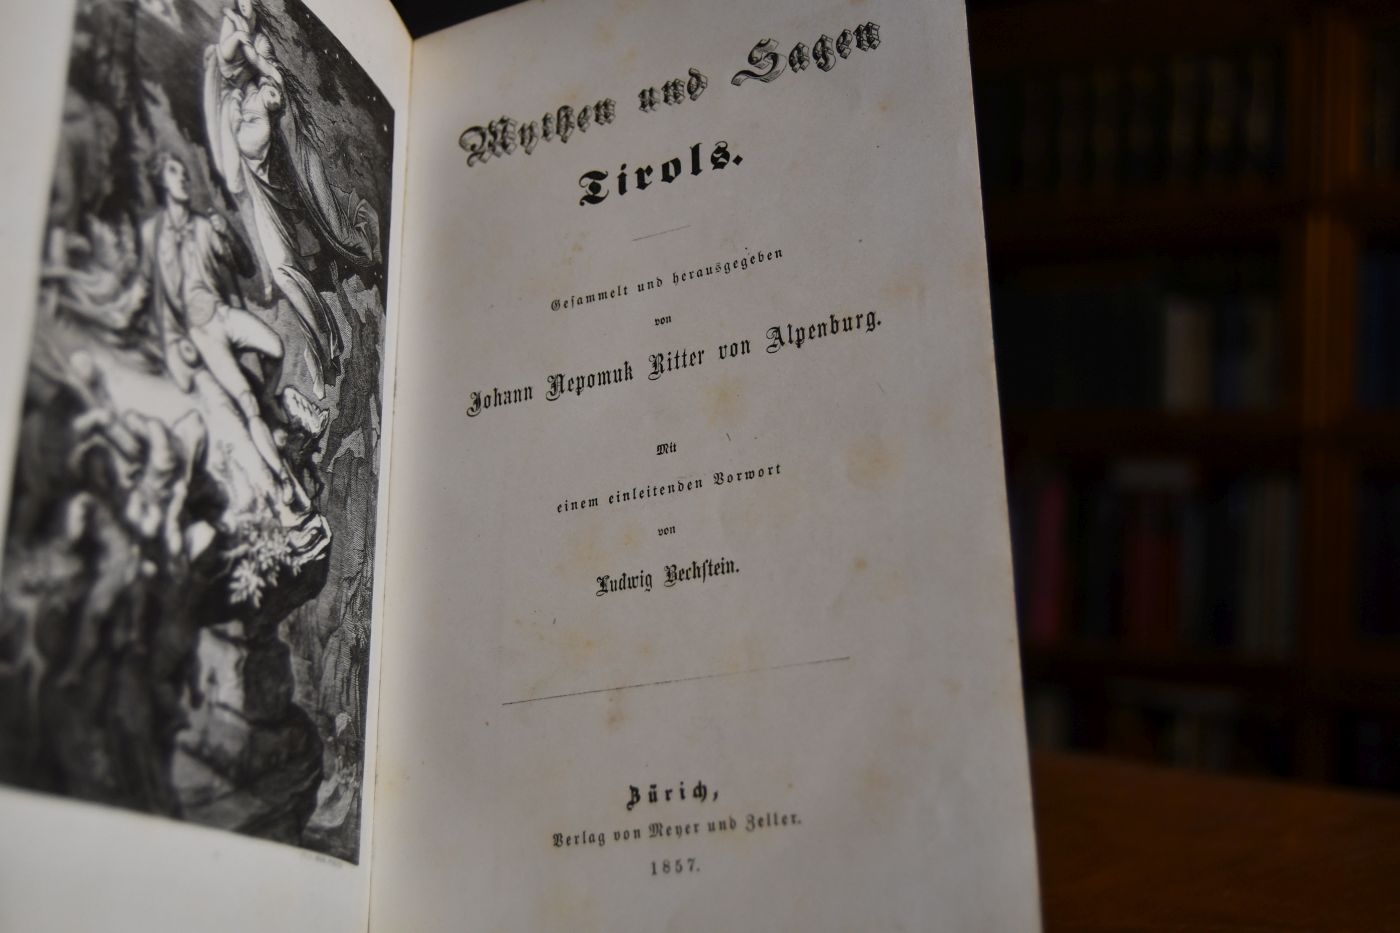 Mythen und Sagen
Tirols.
Gesammelt und herausgegeben
von
Johann Nepomuk Ritter von Alpenburg.
Mit
einem einleitenden Vorwort
von
Ludwig Bechſtein.
Zürich,
Verlag von Meyer und Zeller.
1857.